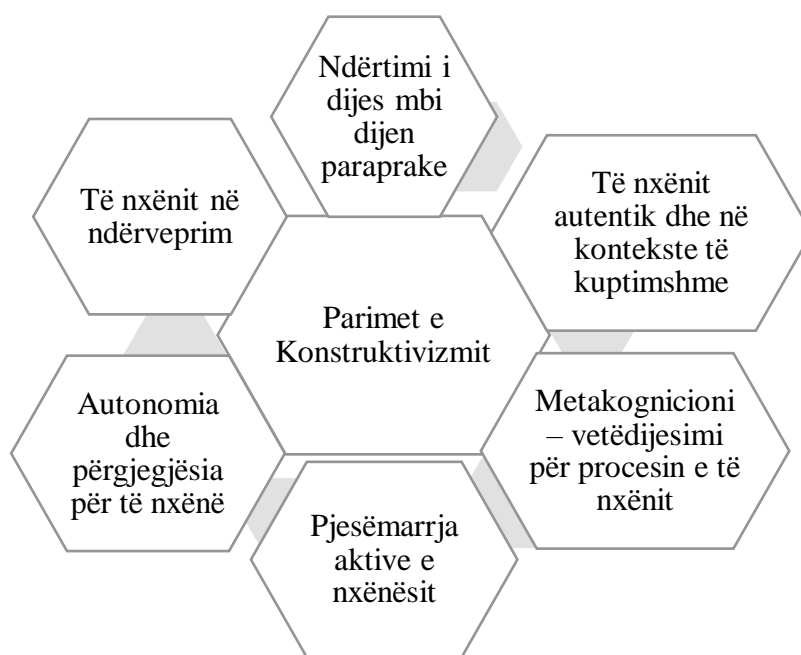 Ndërtimi i
dijes mbi
dijen
paraprake
Të nxënit
autentik dhe në
kontekste të
kuptimshme
Metakognicioni
– vetëdijesimi
për procesin e të
nxënit
Pjesëmarrja
aktive e
nxënësit
Autonomia
dhe
përgjegjësia
për të nxënë
Të nxënit në
ndërveprim
Parimet e
Konstruktivizmit